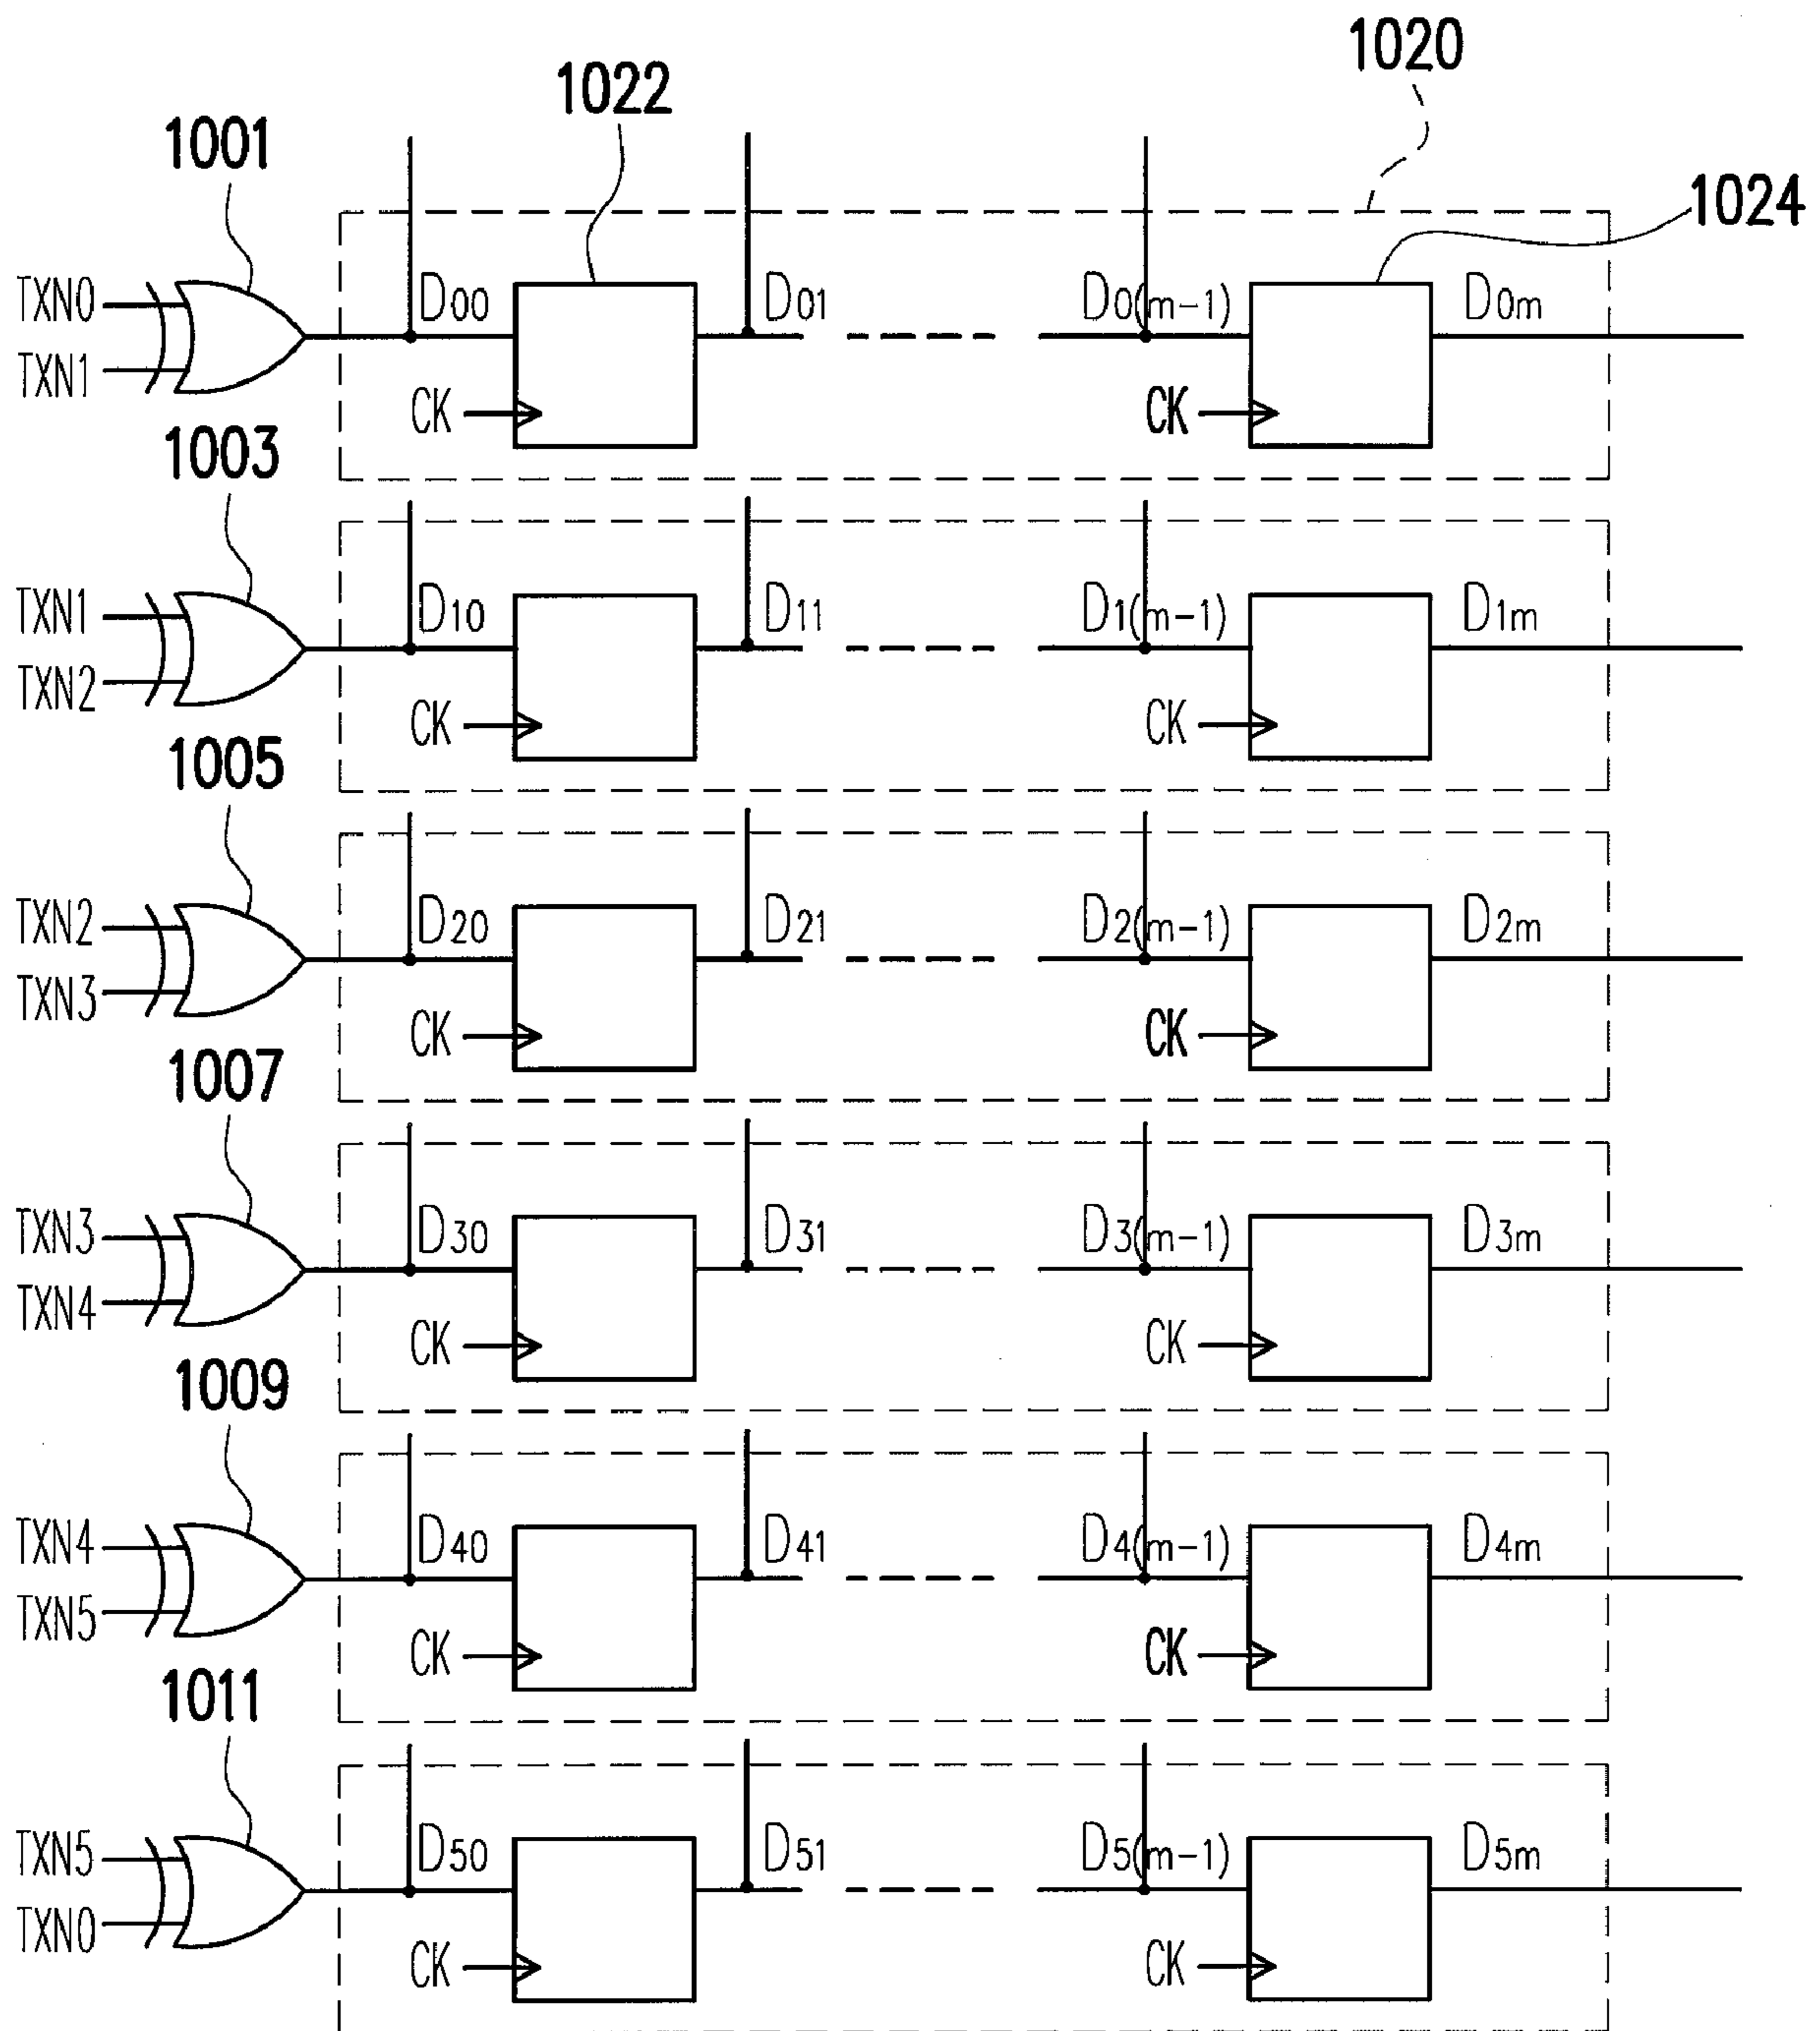 1020
1022
1001
1024
TXN0
D00
D01
D0(m-1)
D0m
TXN1
CK
CK
1003
TXN1
D10
D11
D1(m-1)
D1m
TXN2
CK
CK
1005
TXN2
D20
D21
D2(m-1)
D2m
TXN3
CK
CK
1007
TXN3
D30
D31
D3(m-1)
D3m
TXN4
CK
CK
1009
TXN4
D40
D41
D4(m-1)
D4m
TXN5
CK
CK
1011
TXN5
D50
D51
D5(m-1)
D5m
TXN0
CK
CK